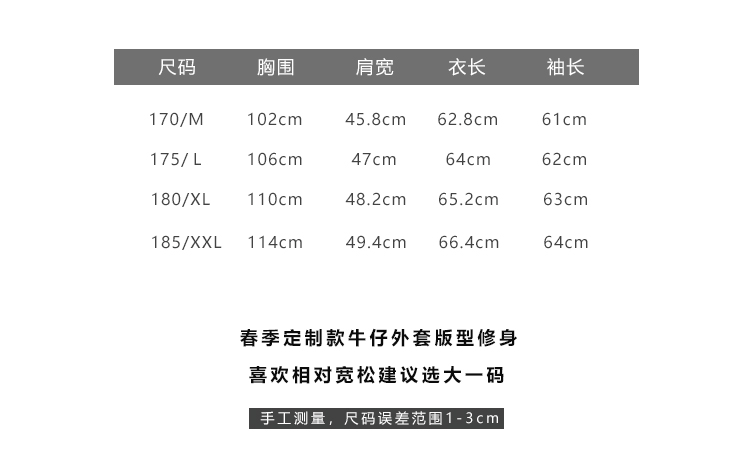 尺码 胸围 肩宽 衣长 袖长
170/M 102cm 45.8cm 62.8cm 61cm
175/ L 106cm 47cm 64cm 62cm
180/XL 110cm 48.2cm 65.2cm 63cm
185/XXL 114cm 49.4cm 66.4cm 64cm
春季定制款牛仔外套版型修身
喜欢相对宽松建议选大一码
手工测量，尺码误差范围1-3cm